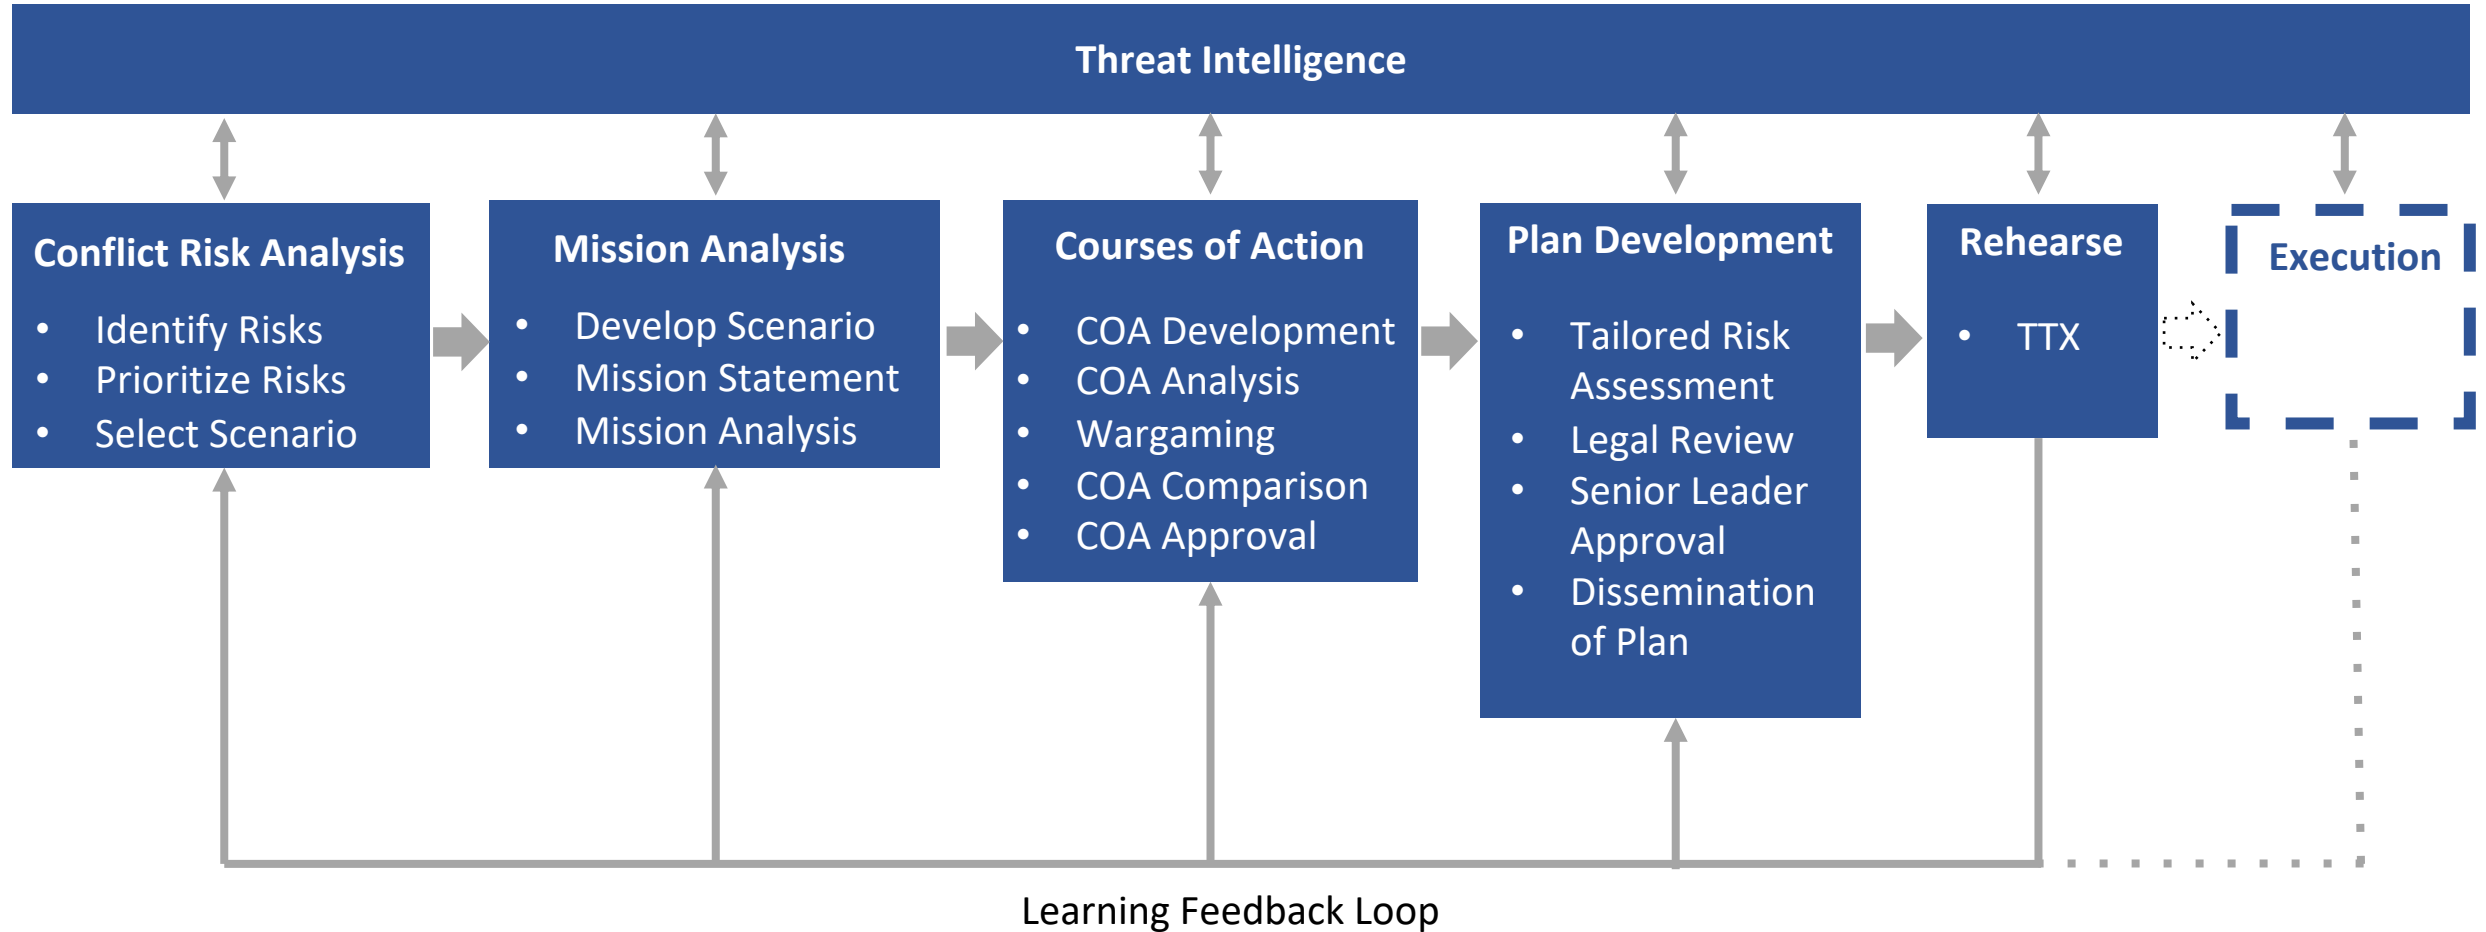 Threat Intelligence
Conflict Risk Analysis
• Identify Risks
• Prioritize Risks
• Select Scenario
Mission Analysis
• Develop Scenario
• Mission Statement
• Mission Analysis
Courses of Action
• COA Development
• COA Analysis
• Wargaming
• COA Comparison
• COA Approval
Plan Development
• Tailored Risk
Assessment
• Legal Review
• Senior Leader
Approval
• Dissemination
of Plan
Rehearse
• TTX
Execution
Learning Feedback Loop